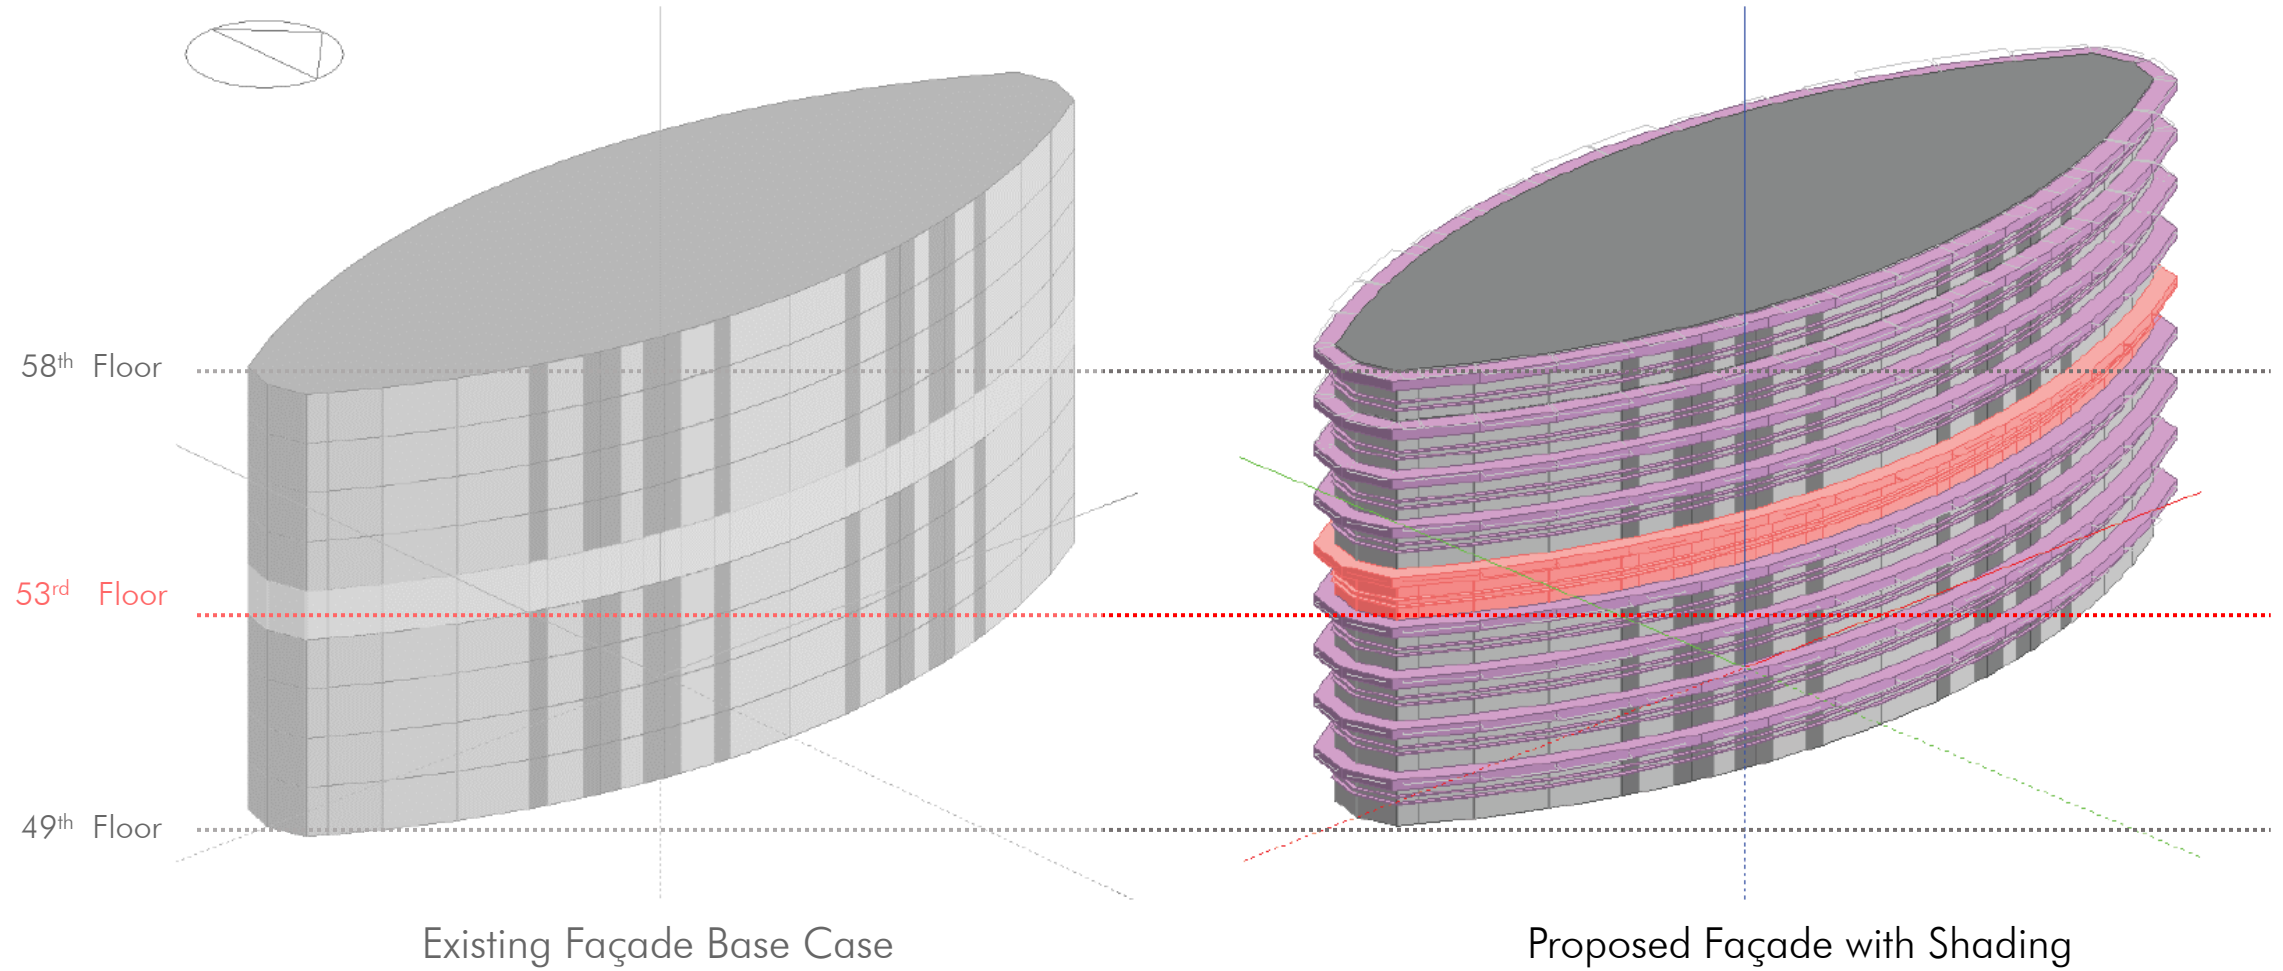 58th Floor
53rd Floor
49th Floor
Existing Façade Base Case
Proposed Façade with Shading